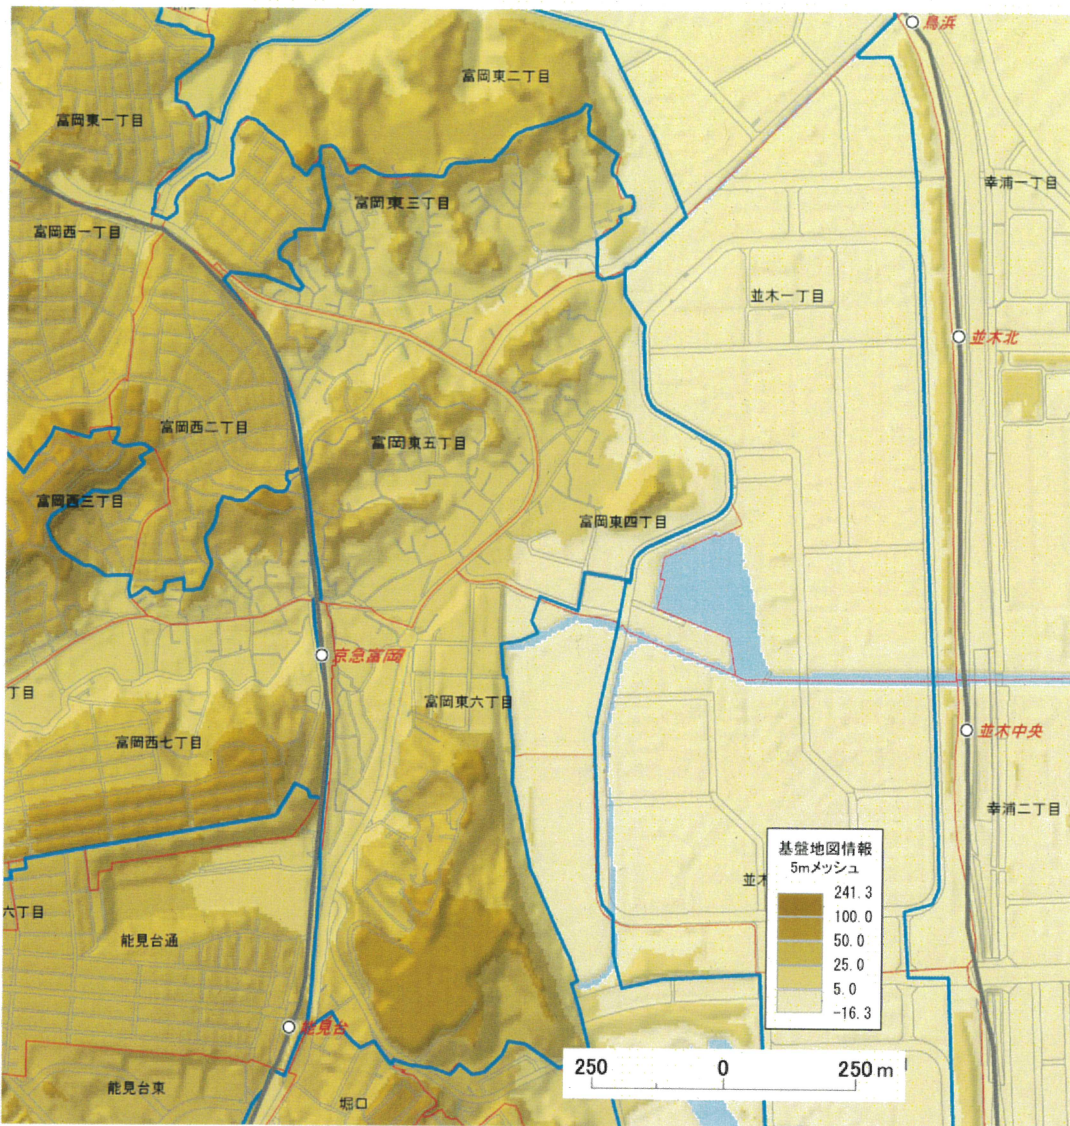 鳥浜
富岡東二丁目
富岡東一丁目
幸浦一丁目
富岡東三丁目
富岡西一丁目
並木一丁目
並木北
富岡西二丁目
富岡東五丁目
富岡西三丁目
富岡東四丁目
京急富岡
丁目
富岡東六丁目
富岡西七丁目
並木中央
幸浦二丁目
基盤地図情報
5mメッシュ
241.3
100.0
50.0
25.0
5.0
-16.3
並木
六丁目
能見台通
能見台
能見台東
堀口
250 0 250m